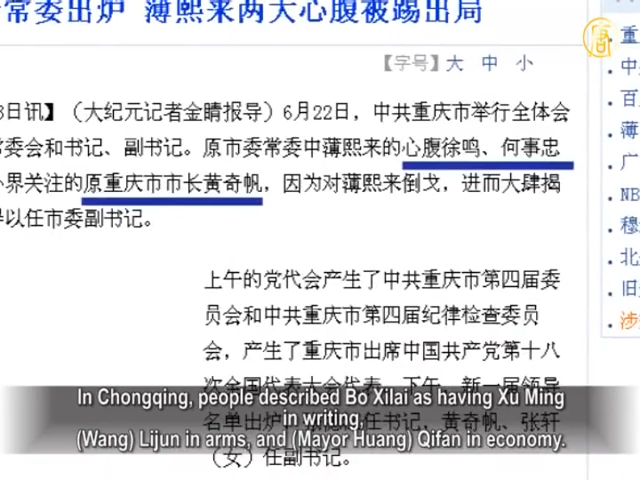 常委出炉 薄熙来两大心腹被踢出局
【字号】大 中 小
日讯】（大纪元记者金睛报导）6月22日，中共重庆市举行全体会
委会和书记、副书记。原市委常委中薄熙来的心腹徐鸣、何事忠
界关注的原重庆市市长黄奇帆，因为对薄熙来倒戈，进而大肆揭
以任市委副书记。
上午的党代会产生了中共重庆市第四届委
员会和中共重庆市第四届纪律检查委员
会，产生了重庆市出席中国共产党第十八
次全国代表大会代表。下午，新一届领导
名单出炉，任书记，黄奇帆、张轩
（女）任副书记。
重
中
百
薄
广
NB
穆
北
旧
涉
In Chongqing, people described Bo Xilai as having Xu Ming
in writing,
(Wang) Lijun in arms, and (Mayor Huang) Qifan in economy.